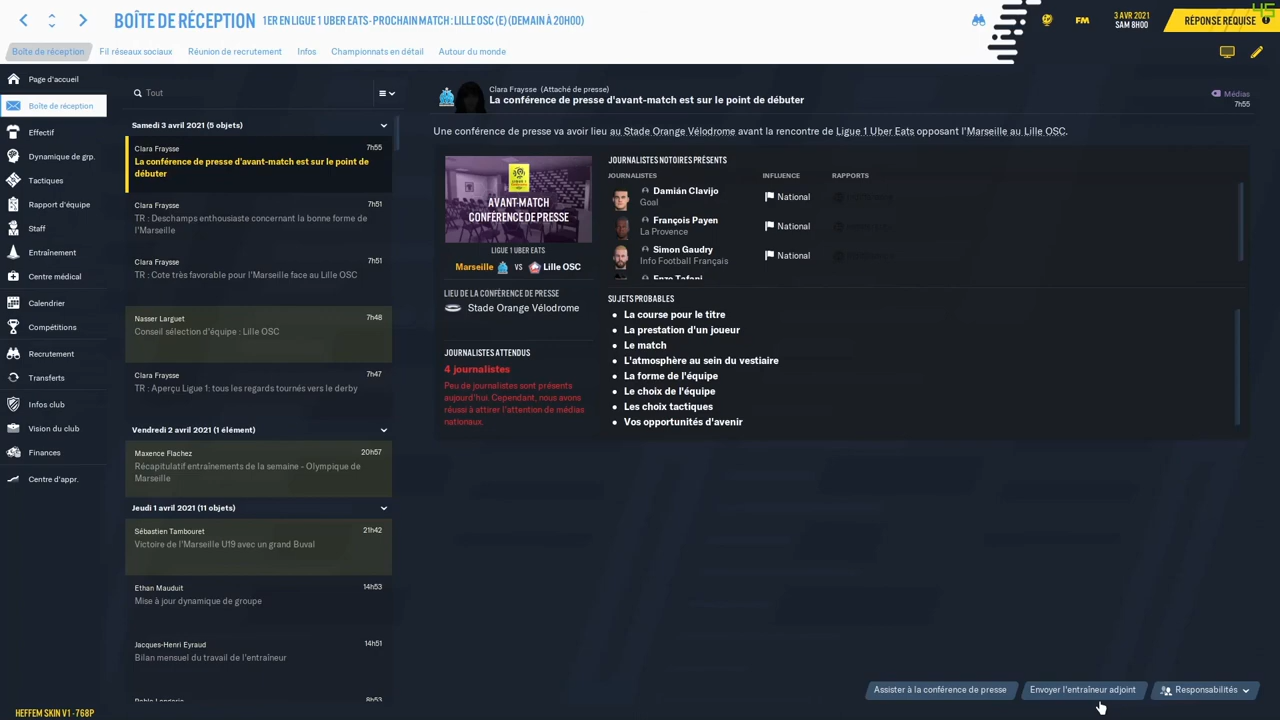 BOÎTE DE RÉCEPTION
1ER EN LIGUE 1 UBER EATS - PROCHAIN MATCH : LILLE OSC (E) (DEMAIN À 20H00)
FM
3 AVR 2021
SAM 8H00
RÉPONSE REQUISE
45
Boîte de réception
Fil réseaux sociaux
Réunion de recrutement
Infos
Championnats en détail
Autour du monde
Page d'accueil
Boîte de réception
Effectif
Dynamique de grp.
Tactiques
Rapport d'équipe
Staff
Entraînement
Centre médical
Calendrier
Compétitions
Recrutement
Transferts
Infos club
Vision du club
Finances
Centre d'appr.
HEFFEM SKIN V1 - 768P
Tout
Samedi 3 avril 2021 (5 objets)
Clara Fraysse 7h55
La conférence de presse d'avant-match est sur le point de
débuter
Clara Fraysse 7h51
TR : Deschamps enthousiaste concernant la bonne forme de
l'Marseille
Clara Fraysse 7h51
TR : Cote très favorable pour l'Marseille face au Lille OSC
Nasser Larguet 7h48
Conseil sélection d'équipe : Lille OSC
Clara Fraysse 7h47
TR : Aperçu Ligue 1: tous les regards tournés vers le derby
Vendredi 2 avril 2021 (1 élément)
Maxence Flachez 20h57
Récapitulatif entraînements de la semaine - Olympique de
Marseille
Jeudi 1 avril 2021 (11 objets)
Sébastien Tambouret 21h42
Victoire de l'Marseille U19 avec un grand Buval
Ethan Mauduit 14h53
Mise à jour dynamique de groupe
Jacques-Henri Eyraud 14h51
Bilan mensuel du travail de l'entraîneur
Pablo Longoria 8h53
Clara Fraysse (Attaché de presse)
La conférence de presse d'avant-match est sur le point de débuter
Médias
7h55
Une conférence de presse va avoir lieu au Stade Orange Vélodrome avant la rencontre de Ligue 1 Uber Eats opposant l'Marseille au Lille OSC.
AVANT-MATCH
CONFÉRENCE DE PRESSE
LIGUE 1 UBER EATS
Marseille VS Lille OSC
LIEU DE LA CONFÉRENCE DE PRESSE
Stade Orange Vélodrome
JOURNALISTES ATTENDUS
4 journalistes
Peu de journalistes sont présents
aujourd'hui. Cependant, nous avons
réussi à attirer l'attention de médias
nationaux.
JOURNALISTES NOTOIRES PRÉSENTS
JOURNALISTES INFLUENCE RAPPORTS
Damián Clavijo
Goal
National
François Payen
La Provence
National
Simon Gaudry
Info Football Français
National
Enzo Tafani
SUJETS PROBABLES
La course pour le titre
La prestation d'un joueur
Le match
L'atmosphère au sein du vestiaire
La forme de l'équipe
Le choix de l'équipe
Les choix tactiques
Vos opportunités d'avenir
Assister à la conférence de presse
Envoyer l'entraîneur adjoint
Responsabilités